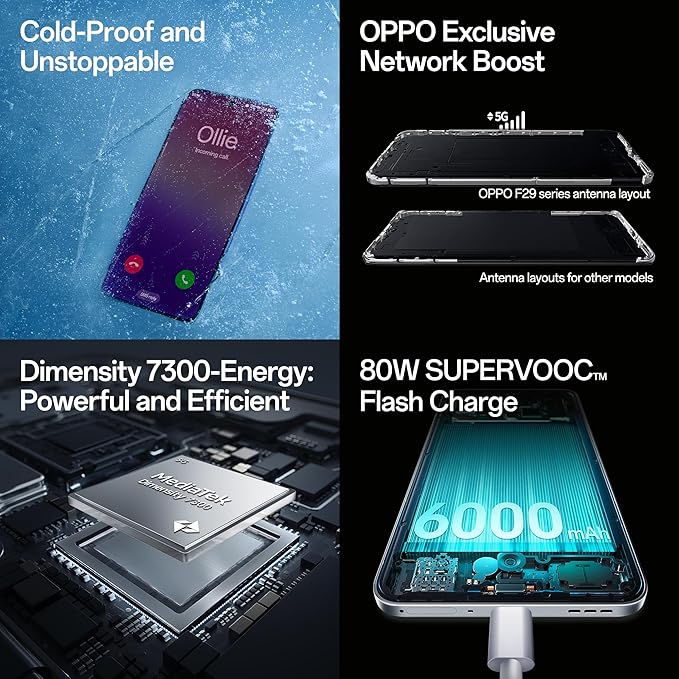 Cold-Proof and
Unstoppable
Ollie
Incoming call
OPPO Exclusive
Network Boost
5G
OPPO F29 series antenna layout
Antenna layouts for other models
Dimensity 7300-Energy:
Powerful and Efficient
5G
MediaTek
Dimensity 7300
80W SUPERVOOC™
Flash Charge
6000 mAh